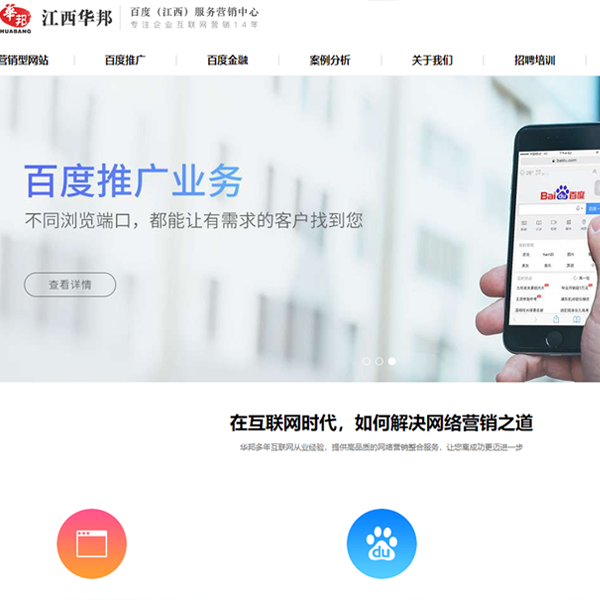 华邦
HUABANG
江西华邦
百度（江西）服务营销中心
专注企业互联网营销14年
营销型网站
百度推广
百度金融
案例分析
关于我们
招聘培训
百度推广业务
不同浏览端口，都能让有需求的客户找到您
查看详情
baidu.com
Bai du 百度
在互联网时代，如何解决网络营销之道
华邦多年互联网从业经验，提供高品质的网络营销整合服务，让您离成功更迈进一步
du